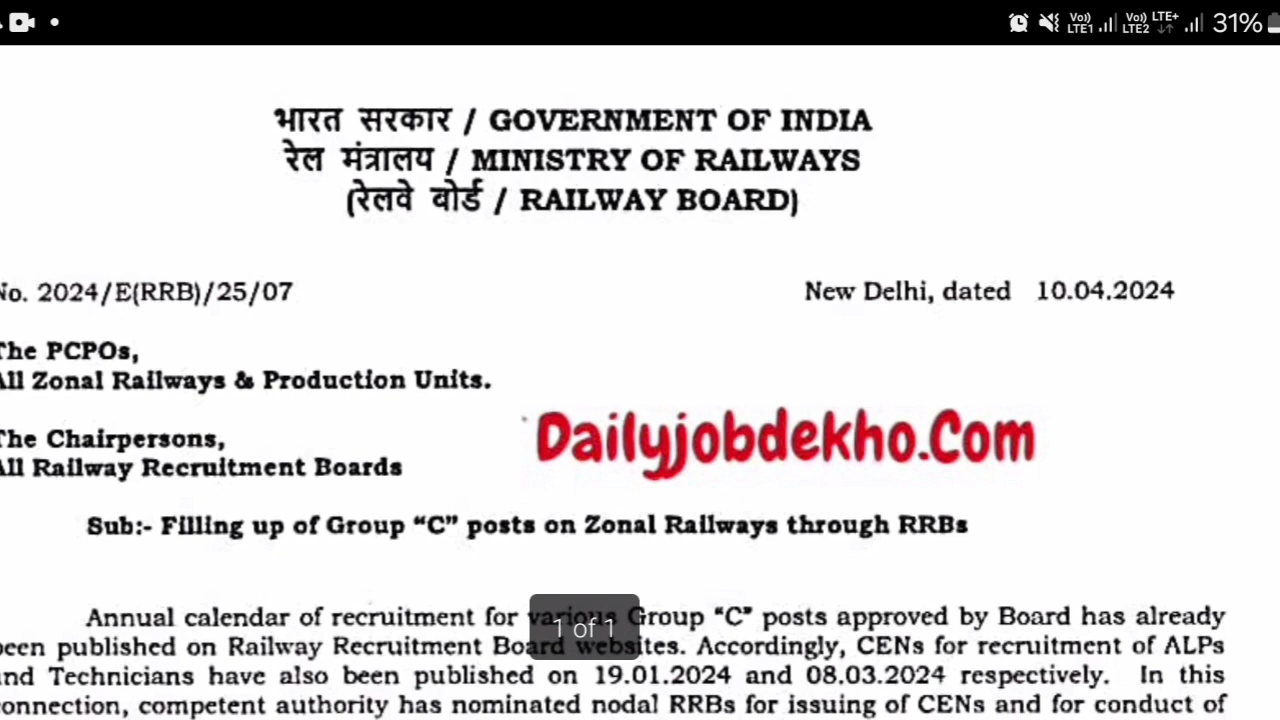 Vo)) LTE1 Vo)) LTE2 LTE+ 31%
भारत सरकार / GOVERNMENT OF INDIA
रेल मंत्रालय / MINISTRY OF RAILWAYS
(रेलवे बोर्ड / RAILWAY BOARD)
No. 2024/E(RRB)/25/07 New Delhi, dated 10.04.2024
The PCPOs,
All Zonal Railways & Production Units.
Dailyjobdekho.Com
The Chairpersons,
All Railway Recruitment Boards
Sub:- Filling up of Group “C” posts on Zonal Railways through RRBs
Annual calendar of recruitment for various Group “C” posts approved by Board has already
1 of 1
been published on Railway Recruitment Board websites. Accordingly, CENs for recruitment of ALPs
and Technicians have also been published on 19.01.2024 and 08.03.2024 respectively. In this
connection, competent authority has nominated nodal RRBs for issuing of CENs and for conduct of